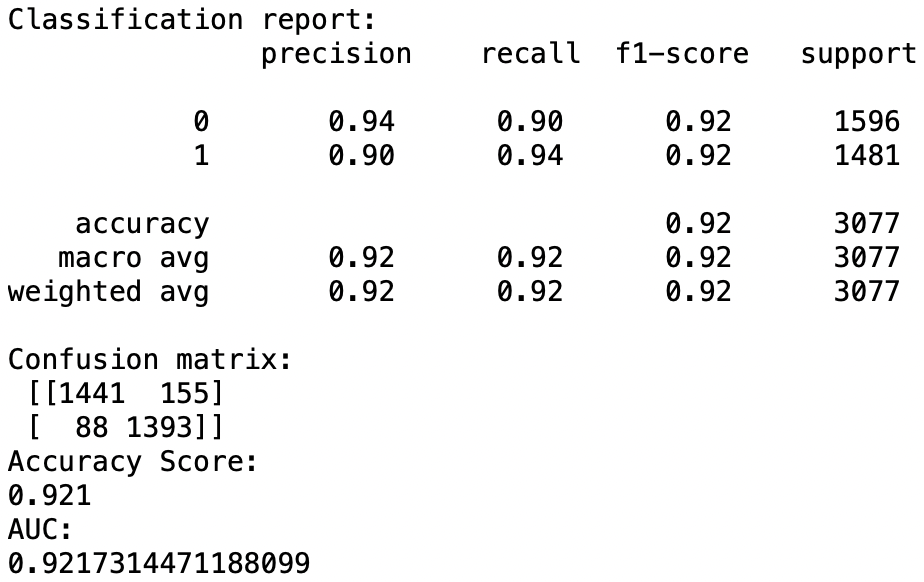 Classification report:
              precision    recall  f1-score   support

           0       0.94      0.90      0.92      1596
           1       0.90      0.94      0.92      1481

    accuracy                           0.92      3077
   macro avg       0.92      0.92      0.92      3077
weighted avg       0.92      0.92      0.92      3077

Confusion matrix:
 [[1441  155]
 [  88 1393]]
Accuracy Score:
0.921
AUC:
0.9217314471188099